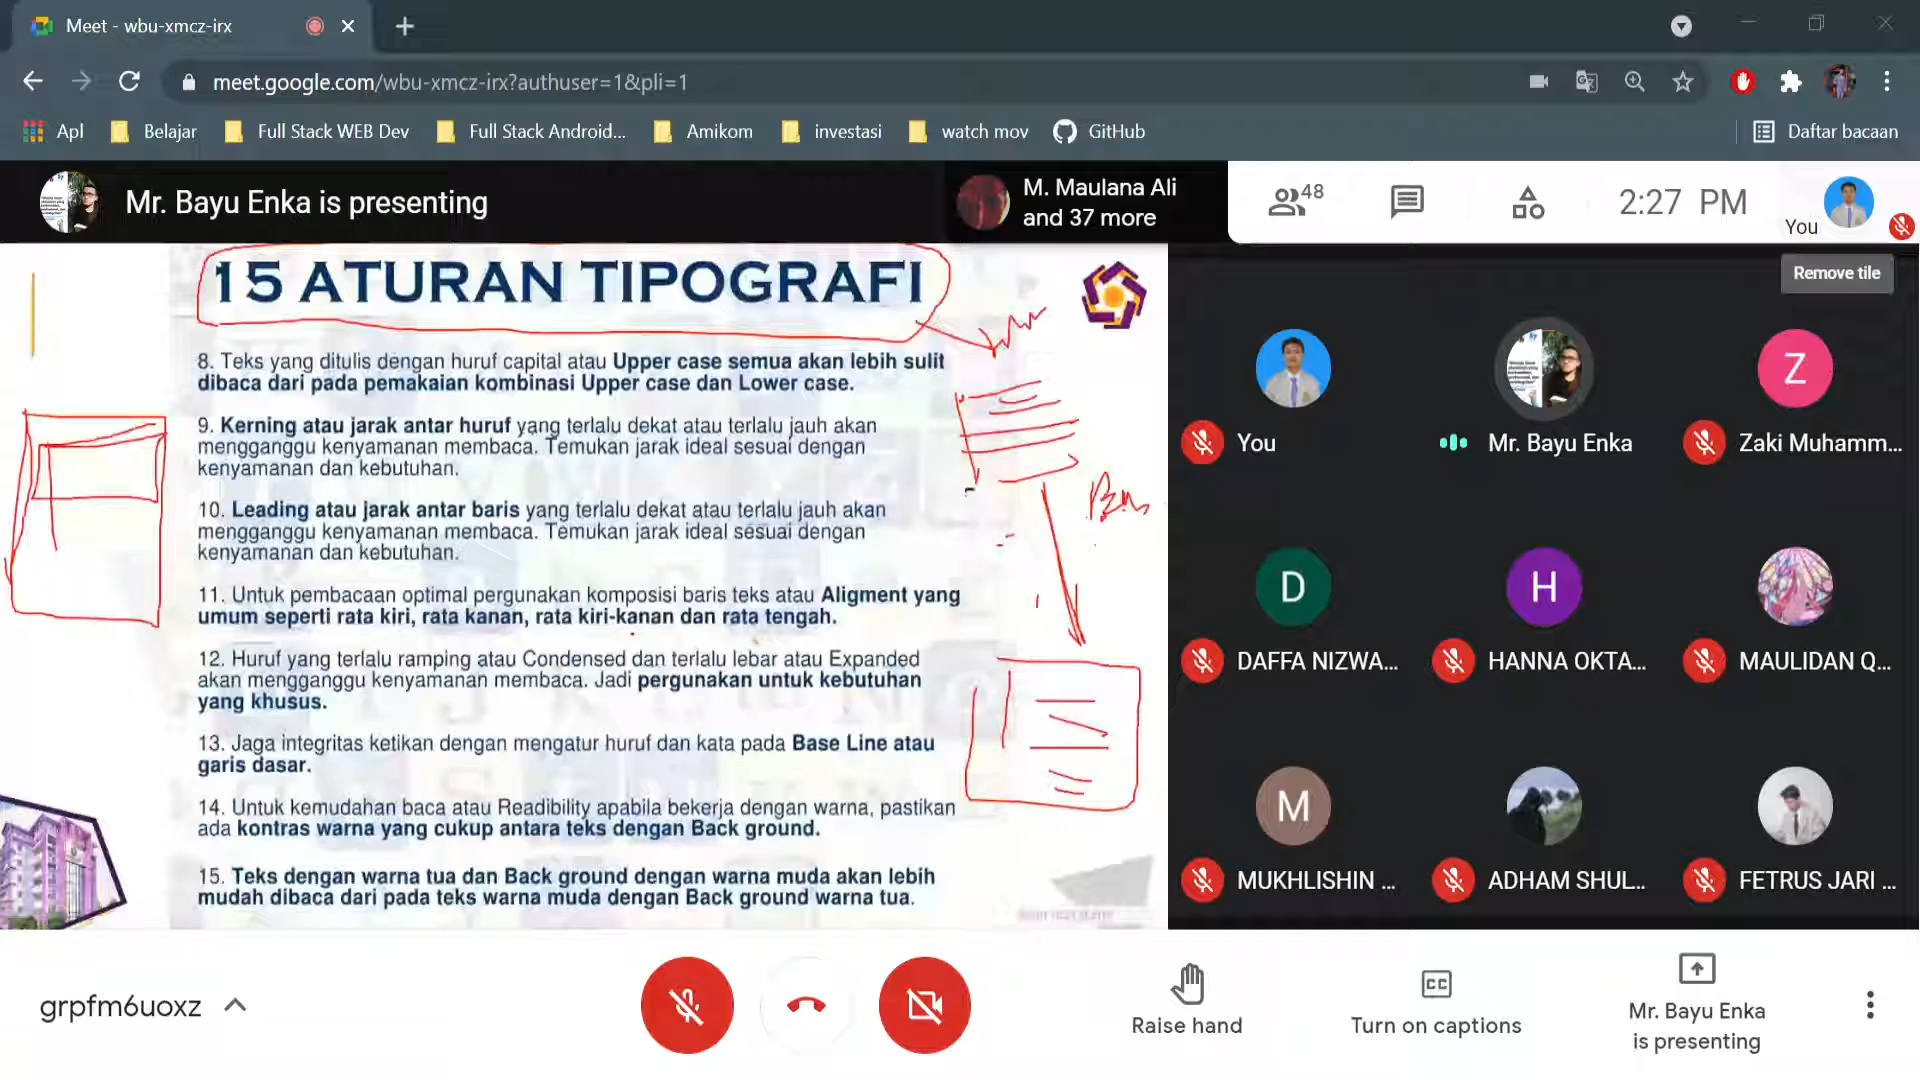 Meet - wbu-xmcz-irx
meet.google.com/wbu-xmcz-irx?authuser=1&pli=1
Apl Belajar Full Stack WEB Dev Full Stack Android... Amikom investasi watch mov GitHub Daftar bacaan
Mr. Bayu Enka is presenting
M. Maulana Ali
and 37 more
48
2:27 PM
You
Remove tile
15 ATURAN TIPOGRAFI
8. Teks yang ditulis dengan huruf capital atau Upper case semua akan lebih sulit
dibaca dari pada pemakaian kombinasi Upper case dan Lower case.
9. Kerning atau jarak antar huruf yang terlalu dekat atau terlalu jauh akan
mengganggu kenyamanan membaca. Temukan jarak ideal sesuai dengan
kenyamanan dan kebutuhan.
10. Leading atau jarak antar baris yang terlalu dekat atau terlalu jauh akan
mengganggu kenyamanan membaca. Temukan jarak ideal sesuai dengan
kenyamanan dan kebutuhan.
11. Untuk pembacaan optimal pergunakan komposisi baris teks atau Aligment yang
umum seperti rata kiri, rata kanan, rata kiri-kanan dan rata tengah.
12. Huruf yang terlalu ramping atau Condensed dan terlalu lebar atau Expanded
akan mengganggu kenyamanan membaca. Jadi pergunakan untuk kebutuhan
yang khusus.
13. Jaga integritas ketikan dengan mengatur huruf dan kata pada Base Line atau
garis dasar.
14. Untuk kemudahan baca atau Readibility apabila bekerja dengan warna, pastikan
ada kontras warna yang cukup antara teks dengan Back ground.
15. Teks dengan warna tua dan Back ground dengan warna muda akan lebih
mudah dibaca dari pada teks warna muda dengan Back ground warna tua.
You
Mr. Bayu Enka
Z
Zaki Muhamm...
D
DAFFA NIZWA...
H
HANNA OKTA...
MAULIDAN Q...
M
MUKHLISHIN ...
ADHAM SHUL...
FETRUS JARI ...
grpfm6uoxz
Raise hand
CC
Turn on captions
Mr. Bayu Enka
is presenting